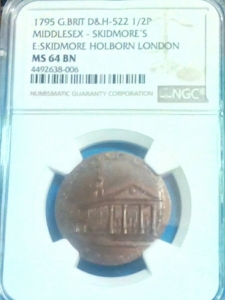 1795 G.BRIT D&H-522 1/2P
MIDDLESEX - SKIDMORE'S
E:SKIDMORE HOLBORN LONDON
MS 64 BN
4492638-006
NGC
NUMISMATIC GUARANTY CORPORATION